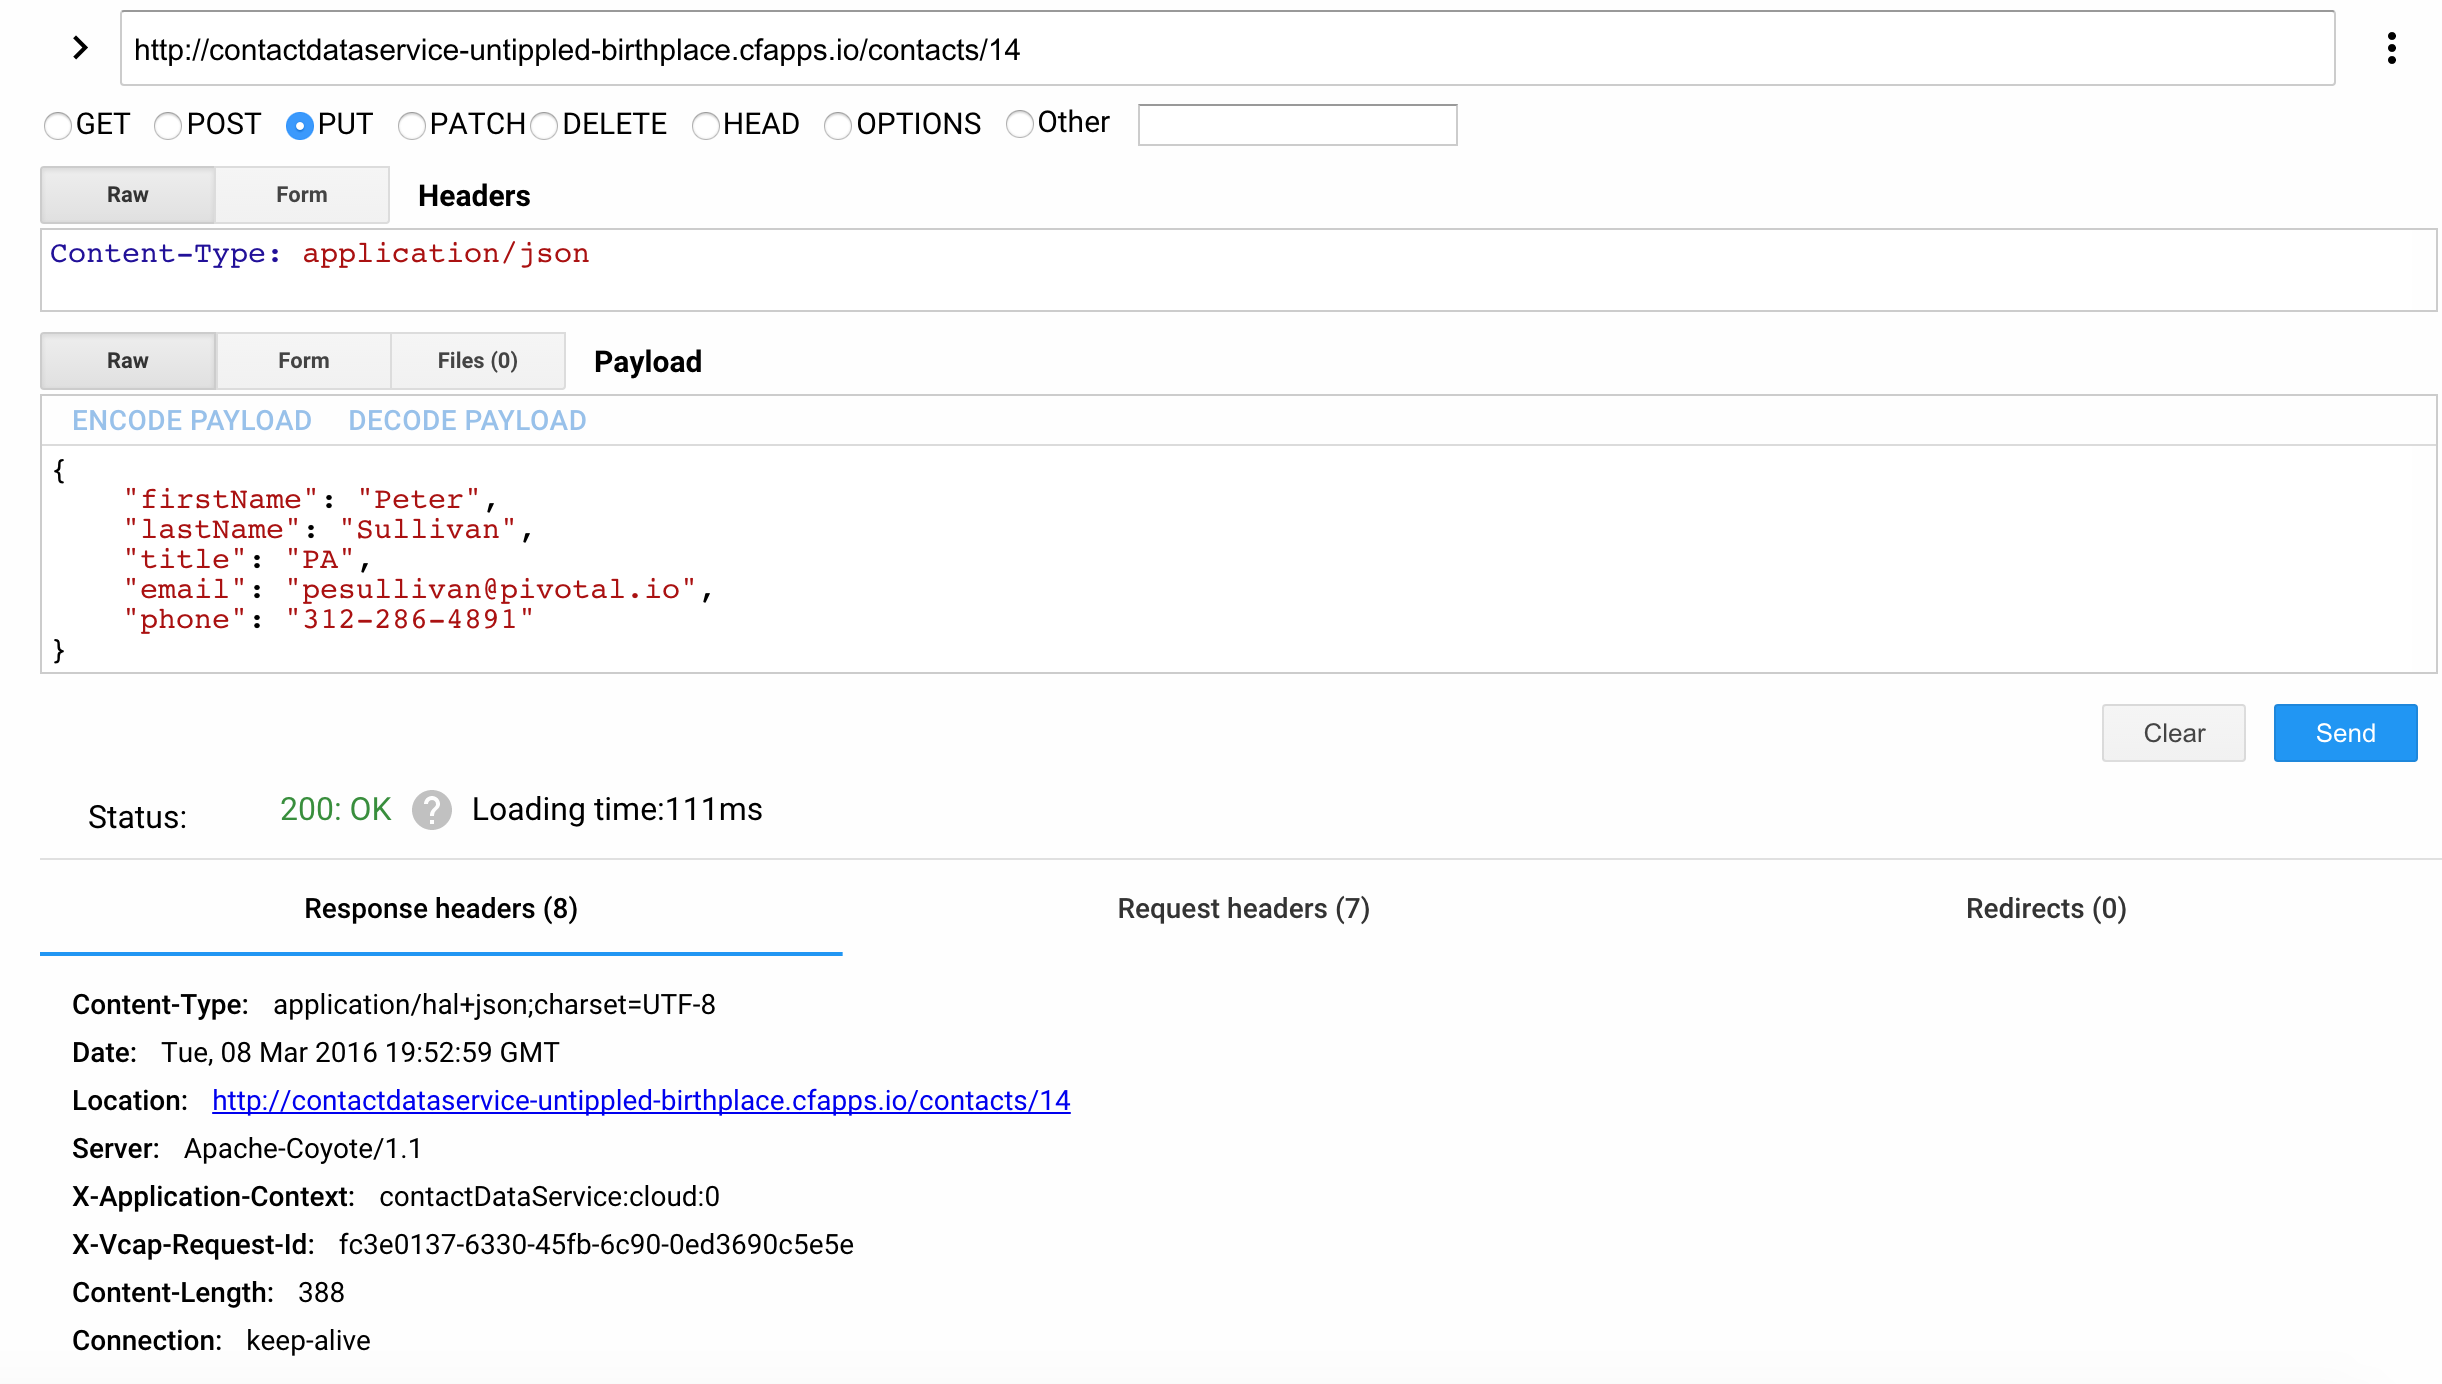 http://contactdataservice-untippled-birthplace.cfapps.io/contacts/14
GET POST PUT PATCH DELETE HEAD OPTIONS Other
Raw Form Headers
Content-Type: application/json
Raw Form Files (0) Payload
ENCODE PAYLOAD DECODE PAYLOAD
{
"firstName": "Peter",
"lastName": "Sullivan",
"title": "PA",
"email": "pesullivan@pivotal.io",
"phone": "312-286-4891"
}
Clear Send
Status: 200: OK ? Loading time:111ms
Response headers (8) Request headers (7) Redirects (0)
Content-Type: application/hal+json;charset=UTF-8
Date: Tue, 08 Mar 2016 19:52:59 GMT
Location: http://contactdataservice-untippled-birthplace.cfapps.io/contacts/14
Server: Apache-Coyote/1.1
X-Application-Context: contactDataService:cloud:0
X-Vcap-Request-Id: fc3e0137-6330-45fb-6c90-0ed3690c5e5e
Content-Length: 388
Connection: keep-alive